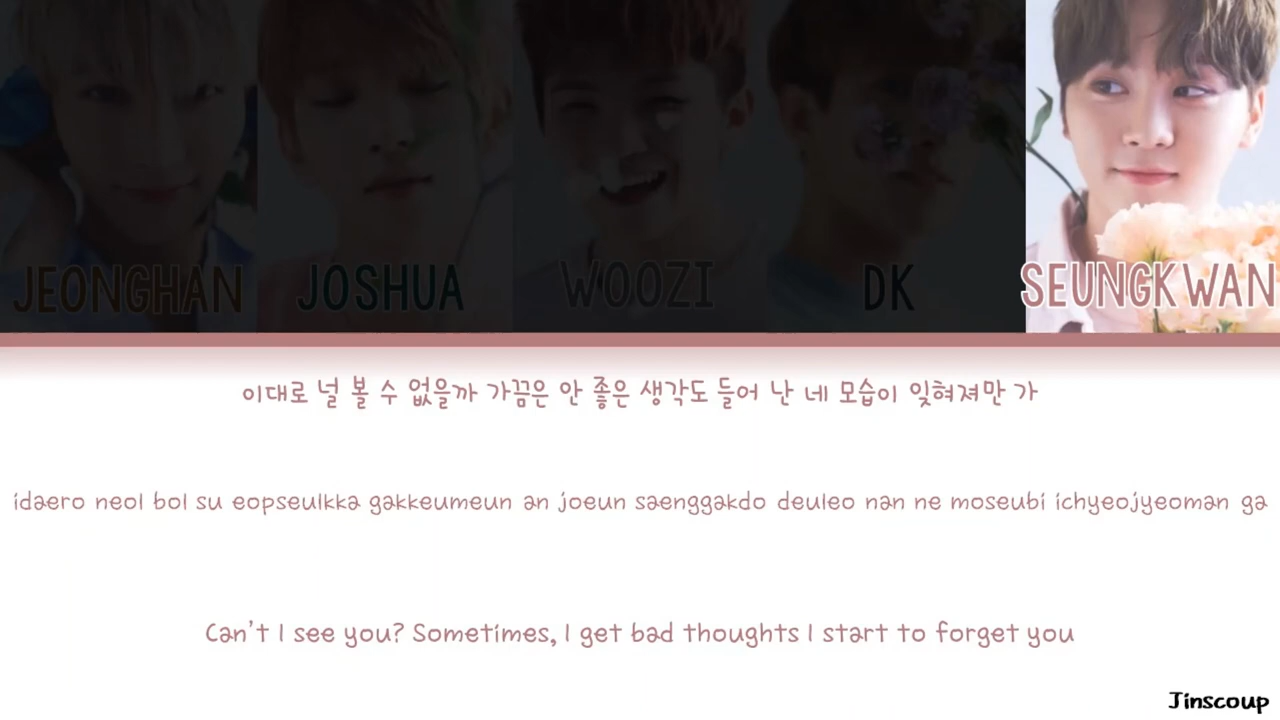 JEONGHAN JOSHUA WOOZI DK SEUNGKWAN
이대로 널 볼 수 없을까 가끔은 안 좋은 생각도 들어 난 네 모습이 잊혀져만 가
idaero neol bol su eopseulkka gakkeumeun an joeun saenggakdo deuleo nan ne moseubi ichyeojyeoman ga
Can't I see you? Sometimes, I get bad thoughts I start to forget you
Jinscoup